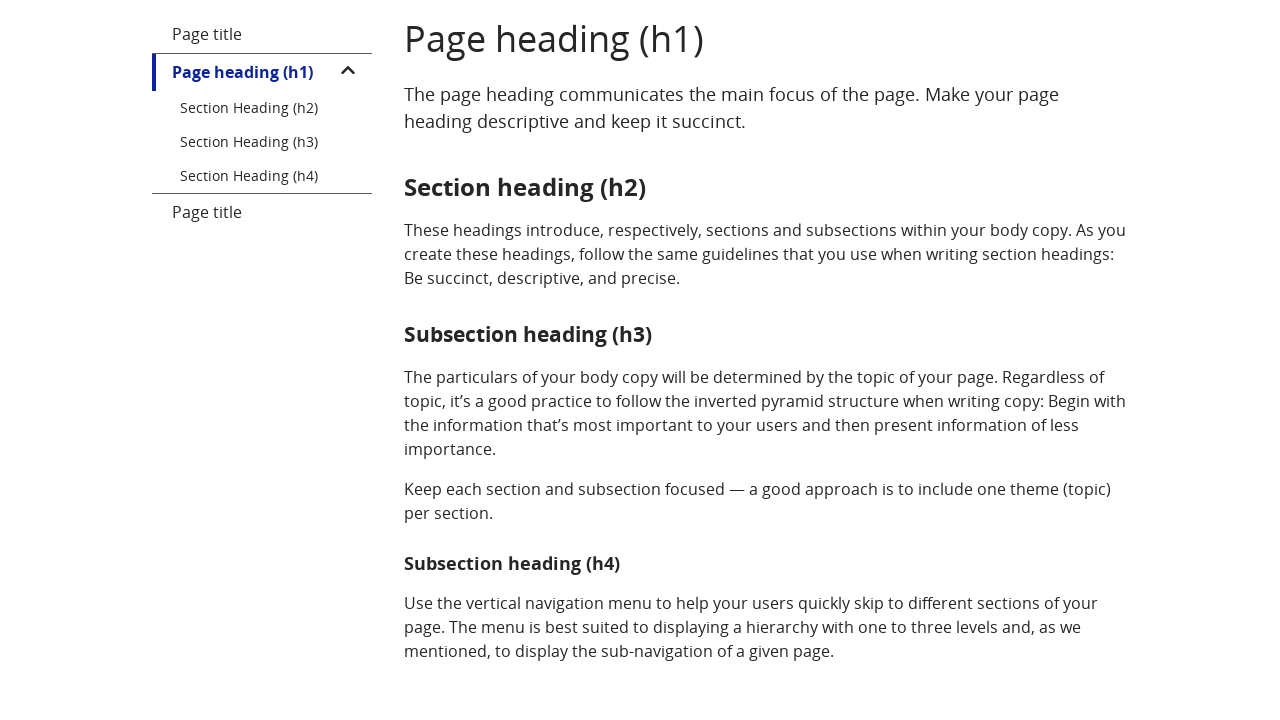 Page title
Page heading (h1)
Section Heading (h2)
Section Heading (h3)
Section Heading (h4)
Page title
Page heading (h1)
The page heading communicates the main focus of the page. Make your page
heading descriptive and keep it succinct.
Section heading (h2)
These headings introduce, respectively, sections and subsections within your body copy. As you
create these headings, follow the same guidelines that you use when writing section headings:
Be succinct, descriptive, and precise.
Subsection heading (h3)
The particulars of your body copy will be determined by the topic of your page. Regardless of
topic, it’s a good practice to follow the inverted pyramid structure when writing copy: Begin with
the information that’s most important to your users and then present information of less
importance.
Keep each section and subsection focused — a good approach is to include one theme (topic)
per section.
Subsection heading (h4)
Use the vertical navigation menu to help your users quickly skip to different sections of your
page. The menu is best suited to displaying a hierarchy with one to three levels and, as we
mentioned, to display the sub-navigation of a given page.